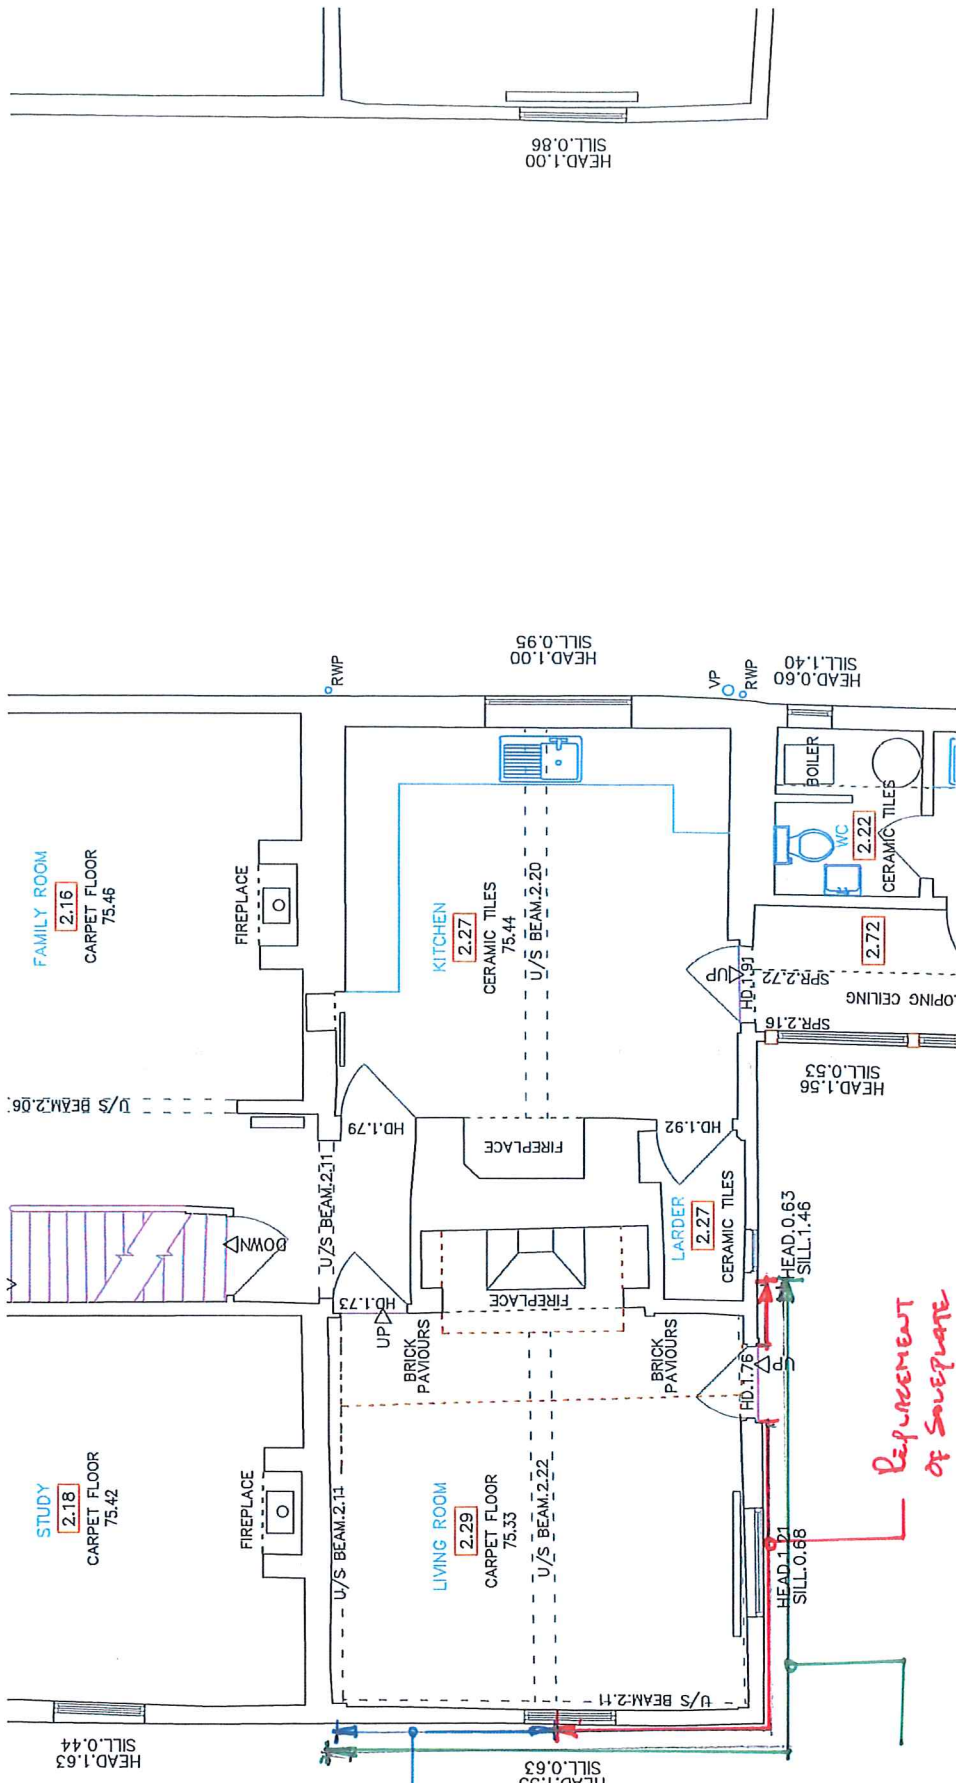 HEAD.1.00
SILL.0.86
HEAD.1.00
SILL.0.95
RWP
VP
RWP
HEAD.0.60
SILL.1.40
FAMILY ROOM
2.16
CARPET FLOOR
75.46
FIREPLACE
KITCHEN
2.27
CERAMIC TILES
75.44
U/S BEAM.2.20
BOILER
WC
2.22
CERAMIC TILES
2.72
UP
HD.1.91
SPR.2.72
SPR.2.16
LOPING CEILING
HEAD.1.56
SILL.0.53
U/S BEAM.2.06
HD.1.79
FIREPLACE
HD.1.92
U/S BEAM.2.11
LARDER
2.27
CERAMIC TILES
DOWN
HEAD.0.63
SILL.1.46
HD.1.73
UP
FIREPLACE
BRICK
PAVIOURS
BRICK
PAVIOURS
HD.1.76
UP
STUDY
2.18
CARPET FLOOR
75.42
FIREPLACE
U/S BEAM.2.11
LIVING ROOM
2.29
CARPET FLOOR
75.33
U/S BEAM.2.22
HEAD.1.21
SILL.0.68
U/S BEAM.2.11
REPLACEMENT
OF SOLEPLATE
HEAD.1.63
SILL.0.44
SILL.0.63